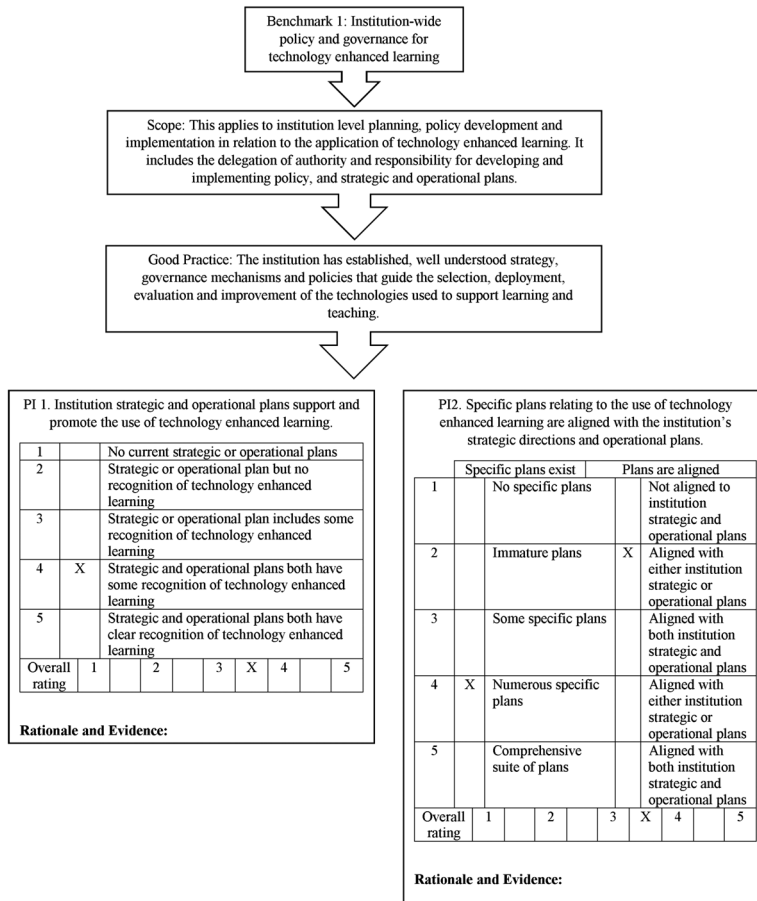 Benchmark 1: Institution-wide
policy and governance for
technology enhanced learning
Scope: This applies to institution level planning, policy development and
implementation in relation to the application of technology enhanced learning. It
includes the delegation of authority and responsibility for developing and
implementing policy, and strategic and operational plans.
Good Practice: The institution has established, well understood strategy,
governance mechanisms and policies that guide the selection, deployment,
evaluation and improvement of the technologies used to support learning and
teaching.
PI 1. Institution strategic and operational plans support and
promote the use of technology enhanced learning.
1 No current strategic or operational plans
2 Strategic or operational plan but no
recognition of technology enhanced
learning
3 Strategic or operational plan includes some
recognition of technology enhanced
learning
4 X Strategic and operational plans both have
some recognition of technology enhanced
learning
5 Strategic and operational plans both have
clear recognition of technology enhanced
learning
Overall 1 2 3 X 4 5
rating
Rationale and Evidence:
PI2. Specific plans relating to the use of technology
enhanced learning are aligned with the institution's
strategic directions and operational plans.
Specific plans exist Plans are aligned
1 No specific plans Not aligned to
institution
strategic and
operational plans
2 Immature plans X Aligned with
either institution
strategic or
operational plans
3 Some specific plans Aligned with
both institution
strategic and
operational plans
4 X Numerous specific Aligned with
plans either institution
strategic or
operational plans
5 Comprehensive Aligned with
suite of plans both institution
strategic and
operational plans
Overall 1 2 3 X 4 5
rating
Rationale and Evidence: